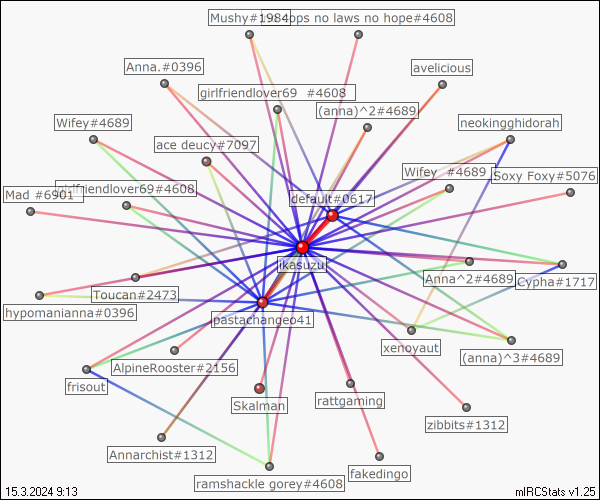 Mushy#1984
ops no laws no hope#4608
Anna.#0396
avelicious
girlfriendlover69 #4608
(anna)^2#4689
Wifey#4689
neokingghidorah
ace deucy#7097
Wifey #4689
Soxy Foxy#5076
Mad #6901
girlfriendlover69#4608
default#0617
ikasuzu
Anna^2#4689
Cypha#1717
Toucan#2473
hypomanianna#0396
pastachangeo41
xenoyaut
(anna)^3#4689
AlpineRooster#2156
frisout
Skalman
rattgaming
zibbits#1312
Annarchist#1312
fakedingo
ramshackle gorey#4608
15.3.2024 9:13
mIRCStats v1.25